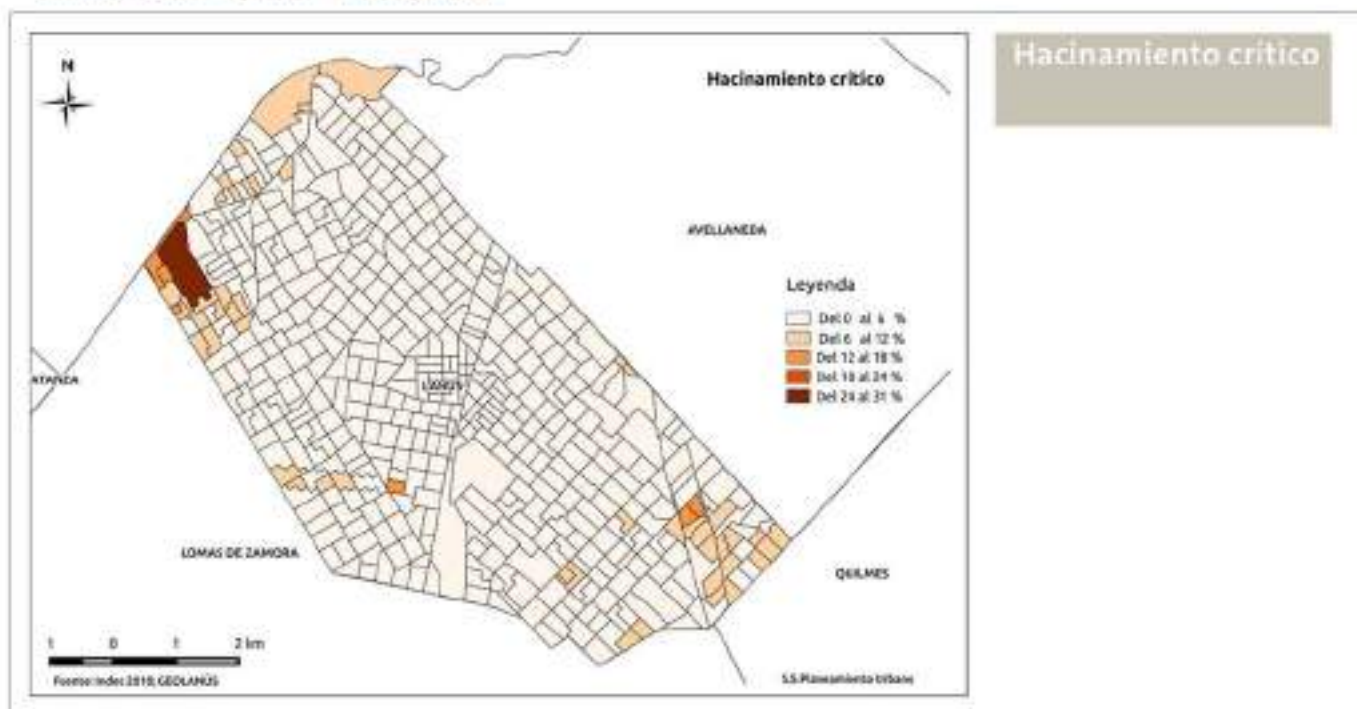 Hacinamiento crítico
N
Hacinamiento crítico
AVELLANEDA
Leyenda
Del 0 al 6 %
Del 6 al 12 %
Del 12 al 18 %
Del 18 al 24 %
Del 24 al 31 %
ATANZA
LANÚS
LOMAS DE ZAMORA
QUILMES
1 0 1 2 km
Fuente: Indec 2010, GEOLANÚS
S.S.Planeamiento Urbano